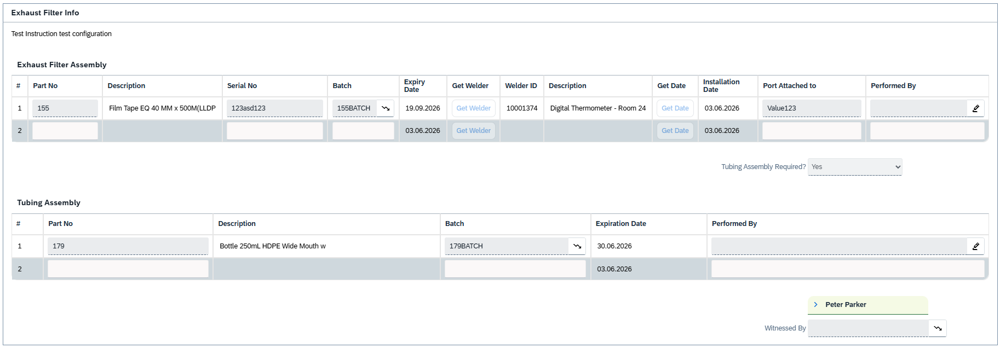 Exhaust Filter Info
Test Instruction test configuration
Exhaust Filter Assembly
# Part No Description Serial No Batch Expiry Date Get Welder Welder ID Description Get Date Installation Date Port Attached to Performed By
1 155 Film Tape EQ 40 MM x 500M(LLDP 123asd123 155BATCH 19.09.2026 Get Welder 10001374 Digital Thermometer - Room 24 Get Date 03.06.2026 Value123
2 03.06.2026 Get Welder Get Date 03.06.2026
Tubing Assembly Required? Yes
Tubing Assembly
# Part No Description Batch Expiration Date Performed By
1 179 Bottle 250mL HDPE Wide Mouth w 179BATCH 30.06.2026
2 03.06.2026
Peter Parker
Witnessed By